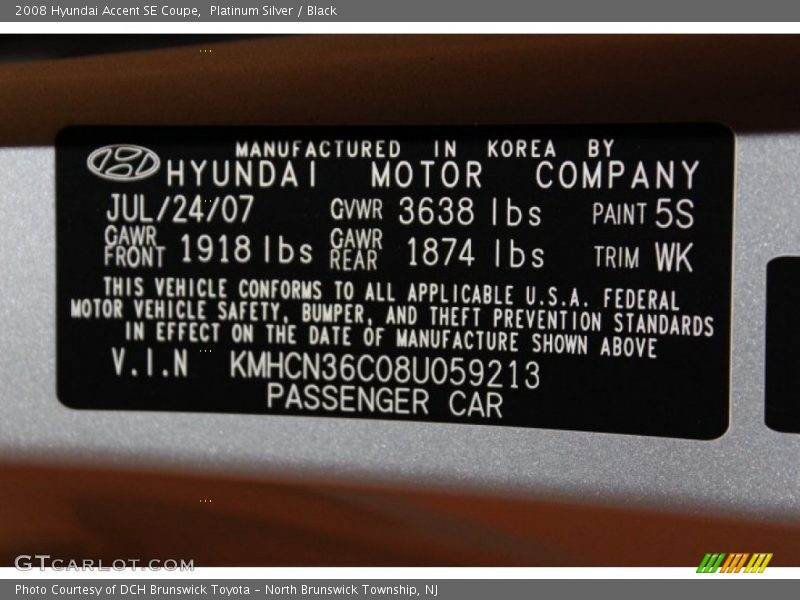 2008 Hyundai Accent SE Coupe,  Platinum Silver / Black
MANUFACTURED IN KOREA BY
HYUNDAI MOTOR COMPANY
JUL/24/07 GVWR 3638 lbs PAINT 5S
GAWR FRONT 1918 lbs GAWR REAR 1874 lbs TRIM WK
THIS VEHICLE CONFORMS TO ALL APPLICABLE U.S.A. FEDERAL
MOTOR VEHICLE SAFETY, BUMPER, AND THEFT PREVENTION STANDARDS
IN EFFECT ON THE DATE OF MANUFACTURE SHOWN ABOVE
V.I.N KMHCN36C08U059213
PASSENGER CAR
GTCARLOT.COM
Photo Courtesy of DCH Brunswick Toyota - North Brunswick Township, NJ